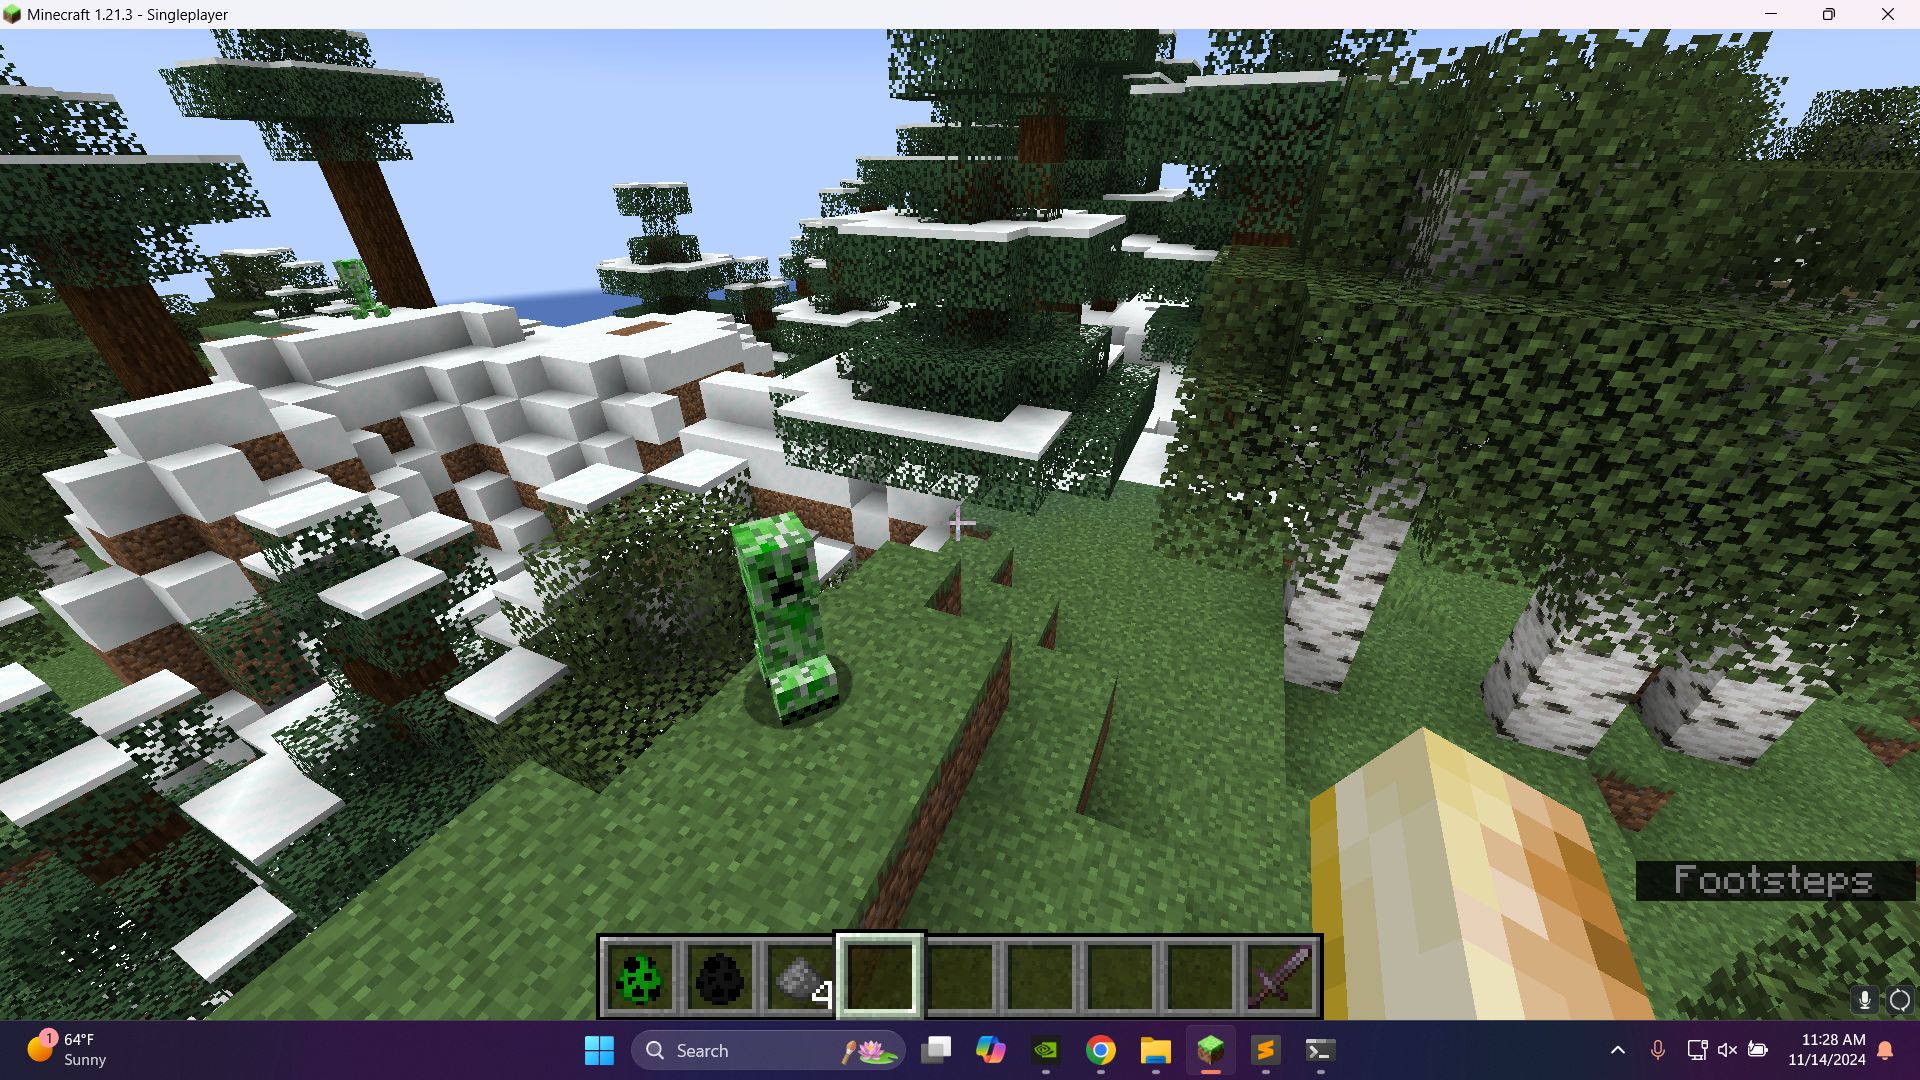 Minecraft 1.21.3 - Singleplayer
Footsteps
4
1
64°F
Sunny
Search
11:28 AM
11/14/2024